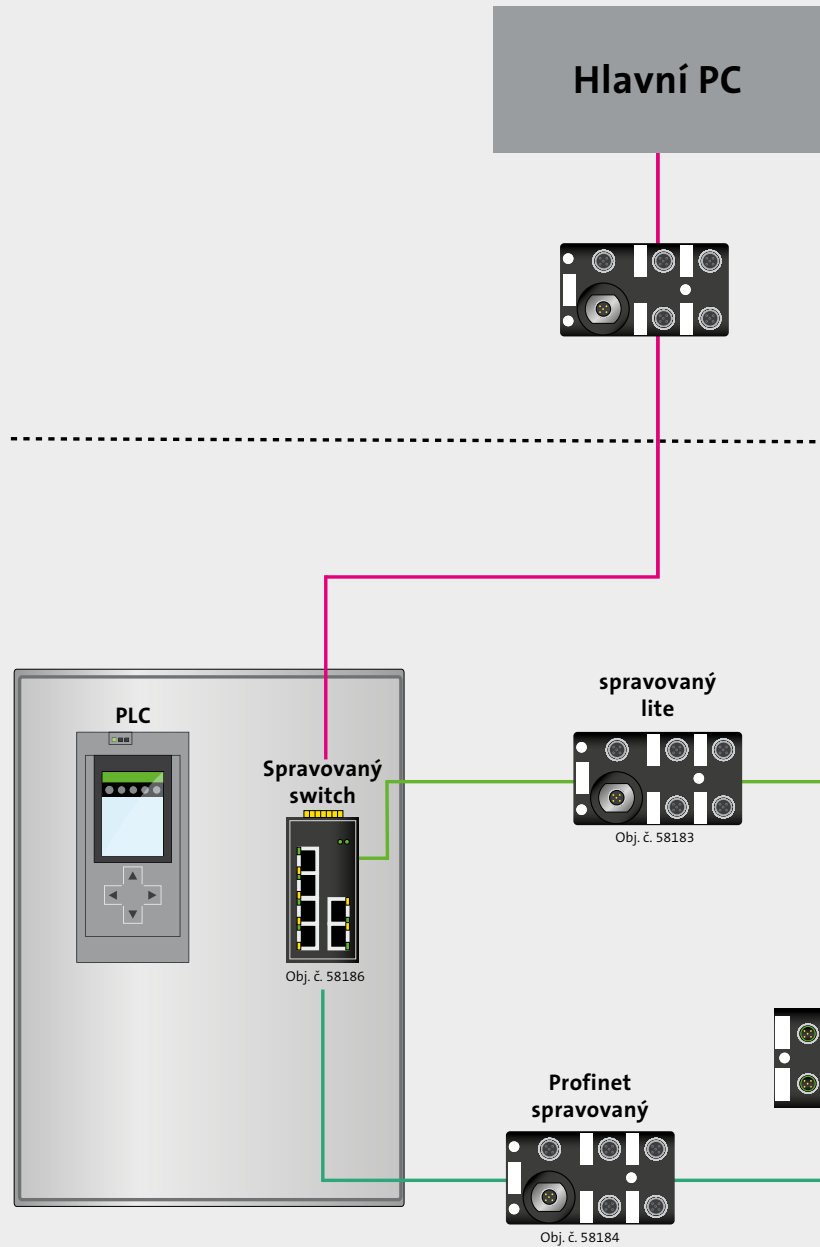 Hlavní PC
spravovaný
lite
PLC
Spravovaný
switch
Obj. č. 58183
Obj. č. 58186
Profinet
spravovaný
Obj. č. 58184